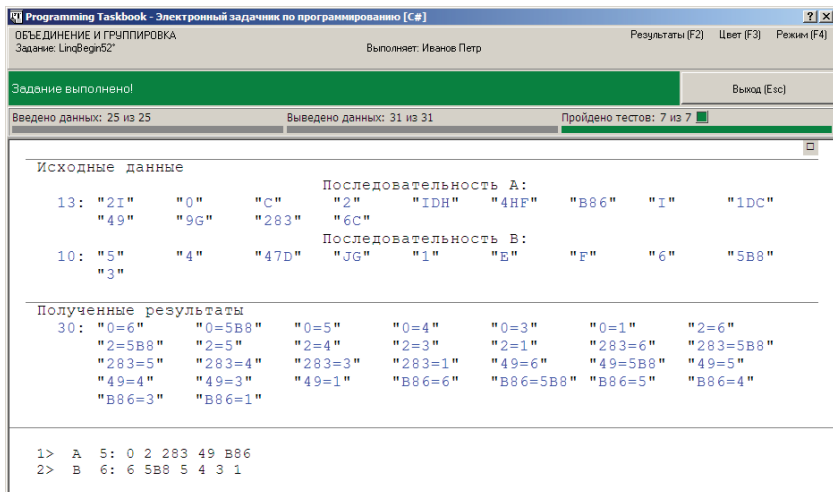 Programming Taskbook - Электронный задачник по программированию [C#]
ОБЪЕДИНЕНИЕ И ГРУППИРОВКА
Результаты (F2) Цвет (F3) Режим (F4)
Задание: LinqBegin52°
Выполняет: Иванов Петр
Задание выполнено!
Выход (Esc)
Введено данных: 25 из 25
Выведено данных: 31 из 31
Пройдено тестов: 7 из 7
Исходные данные
Последовательность A:
13: "2I" "0" "C" "2" "IDH" "4HF" "B86" "I" "1DC"
"49" "9G" "283" "6C"
Последовательность B:
10: "5" "4" "47D" "JG" "1" "E" "F" "6" "5B8"
"3"
Полученные результаты
30: "0=6" "0=5B8" "0=5" "0=4" "0=3" "0=1" "2=6"
"2=5B8" "2=5" "2=4" "2=3" "2=1" "283=6" "283=5B8"
"283=5" "283=4" "283=3" "283=1" "49=6" "49=5B8" "49=5"
"49=4" "49=3" "49=1" "B86=6" "B86=5B8" "B86=5" "B86=4"
"B86=3" "B86=1"
1> A 5: 0 2 283 49 B86
2> B 6: 6 5B8 5 4 3 1